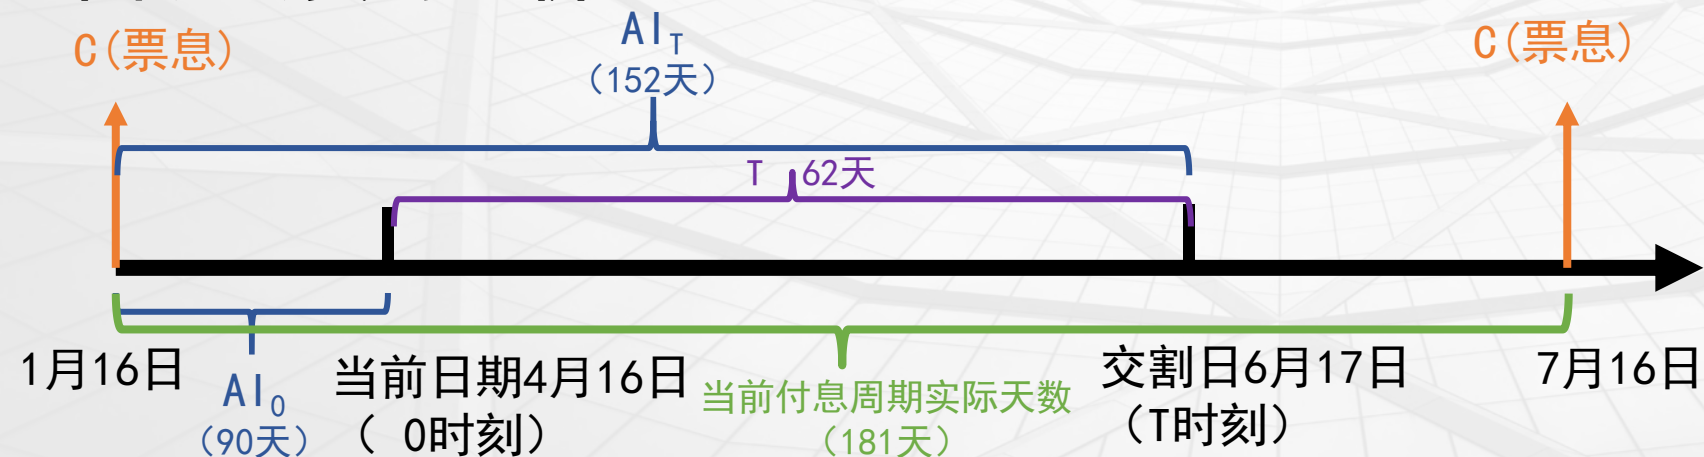 C(票息)
AI_T
(152天)
C(票息)
T 62天
1月16日
AI_0
(90天)
当前日期4月16日
( 0时刻)
当前付息周期实际天数
(181天)
交割日6月17日
(T时刻)
7月16日